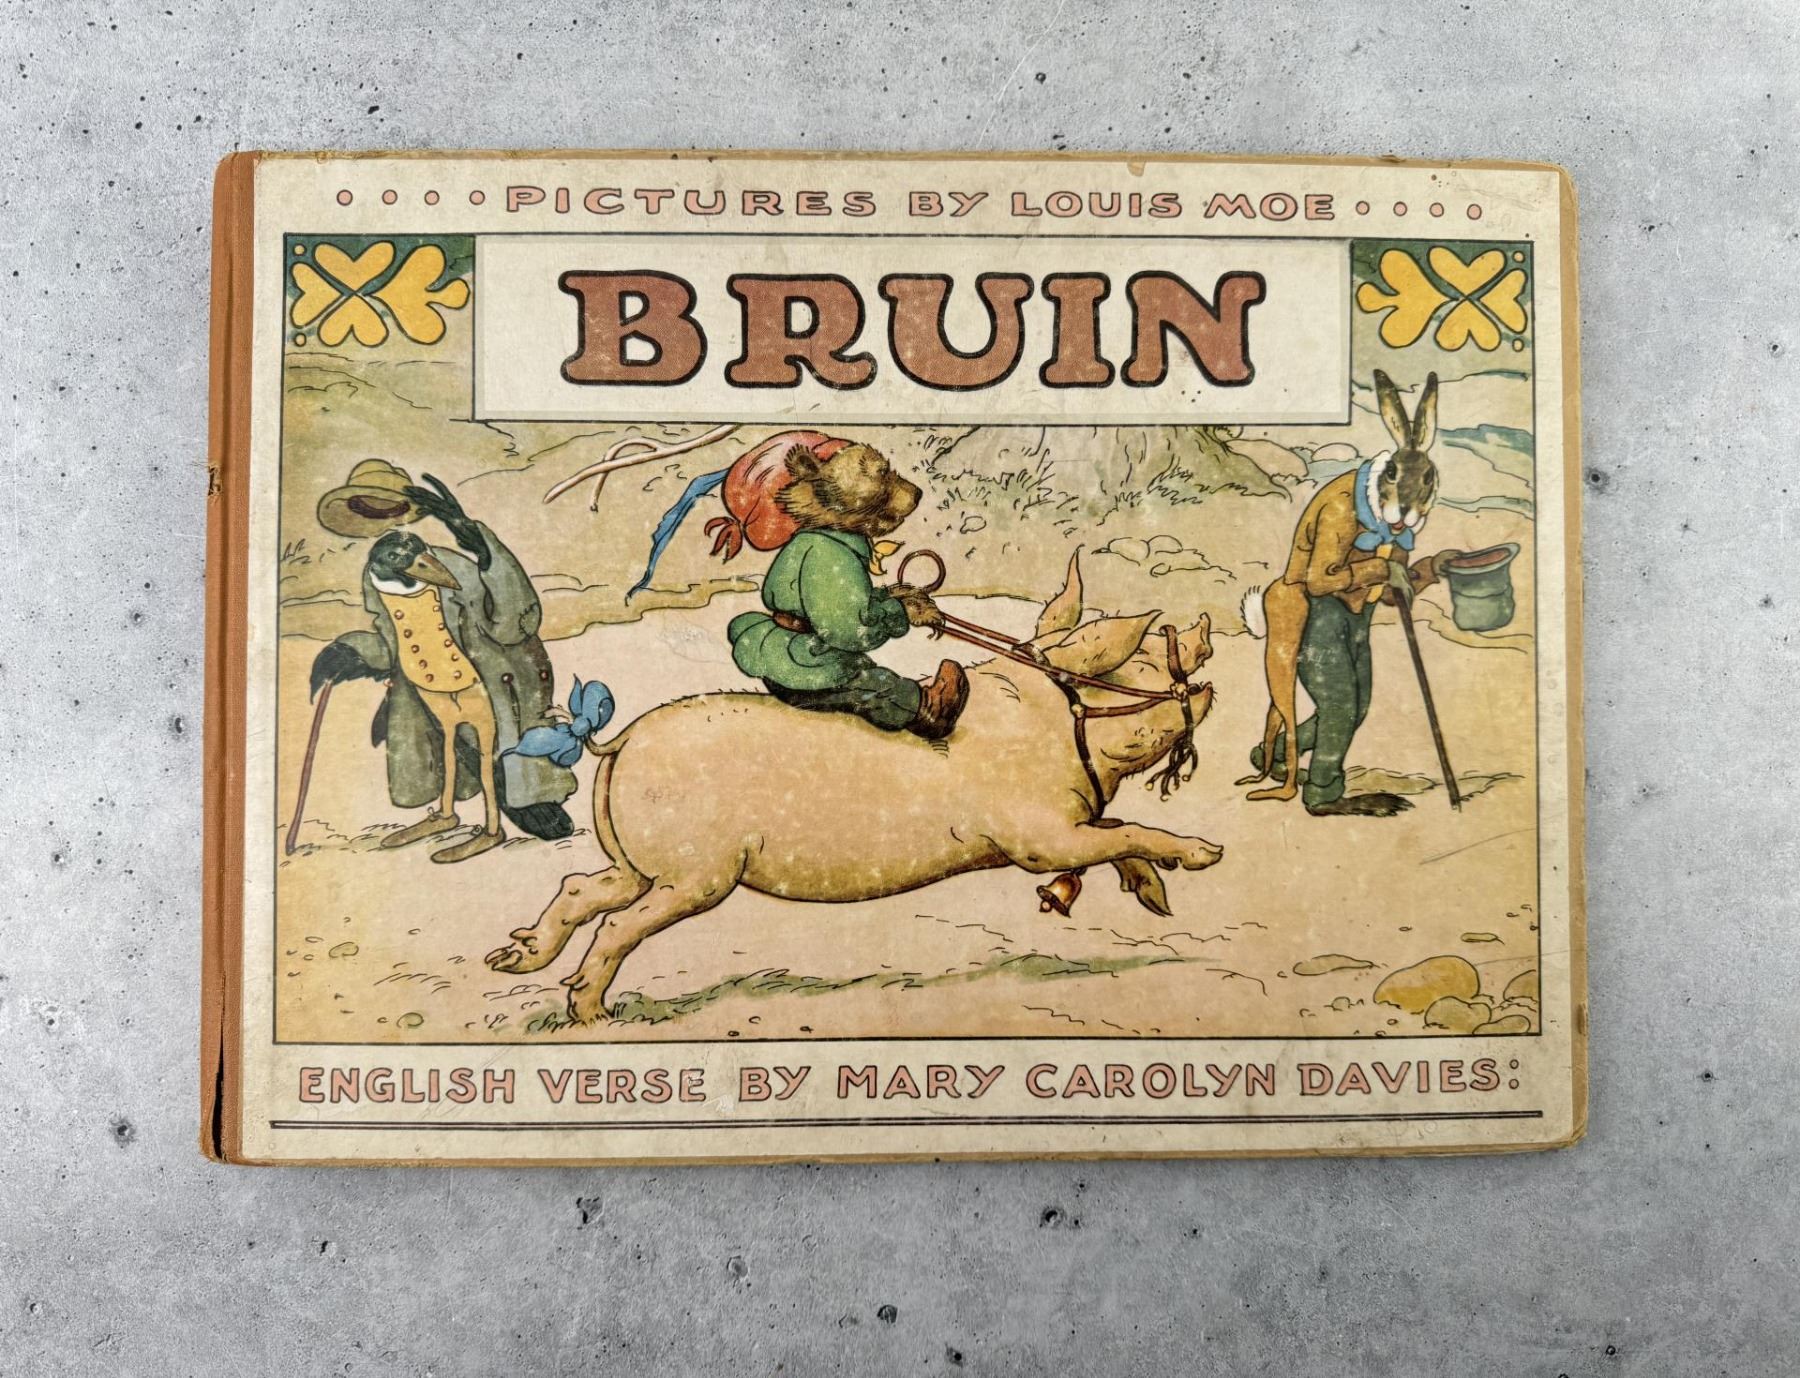 .... PICTURES BY LOUIS MOE ....
BRUIN
ENGLISH VERSE BY MARY CAROLYN DAVIES: